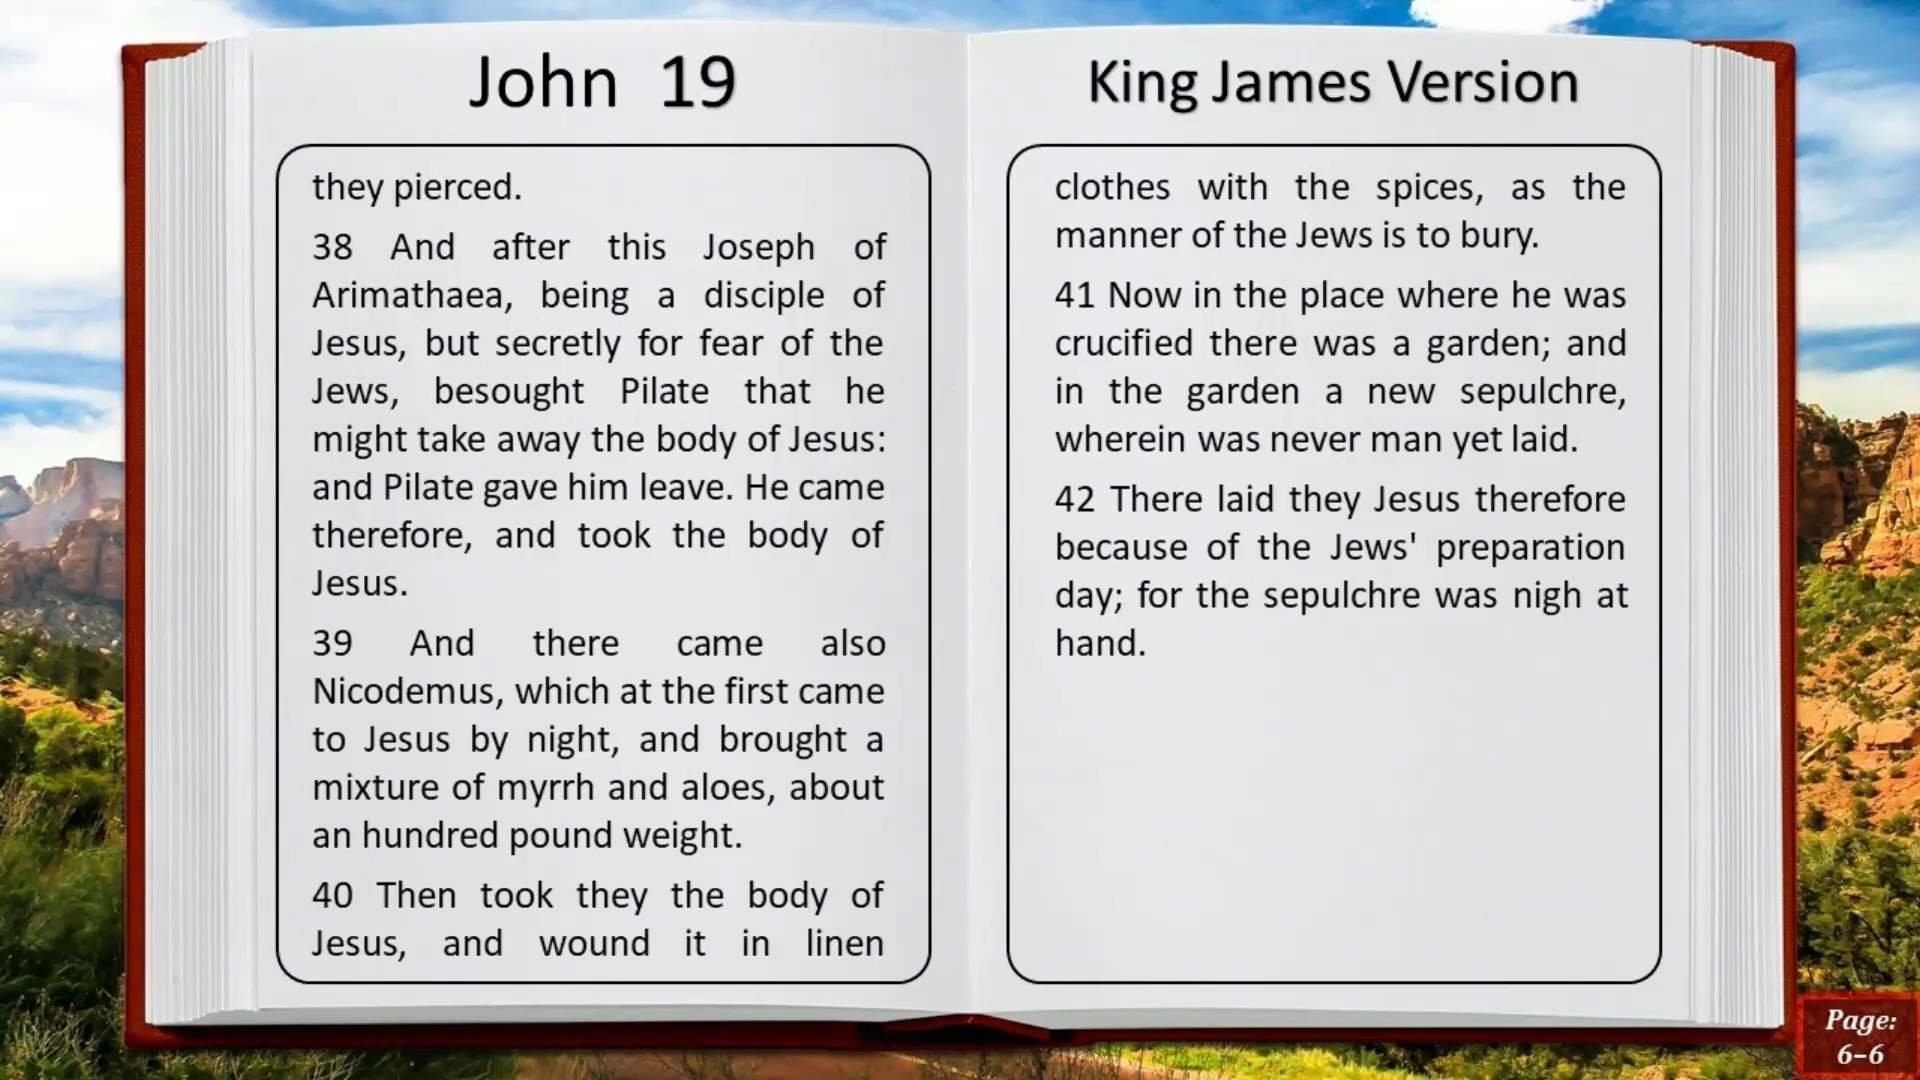 John 19
they pierced.
38 And after this Joseph of
Arimathaea, being a disciple of
Jesus, but secretly for fear of the
Jews, besought Pilate that he
might take away the body of Jesus:
and Pilate gave him leave. He came
therefore, and took the body of
Jesus.
39 And there came also
Nicodemus, which at the first came
to Jesus by night, and brought a
mixture of myrrh and aloes, about
an hundred pound weight.
40 Then took they the body of
Jesus, and wound it in linen
King James Version
clothes with the spices, as the
manner of the Jews is to bury.
41 Now in the place where he was
crucified there was a garden; and
in the garden a new sepulchre,
wherein was never man yet laid.
42 There laid they Jesus therefore
because of the Jews' preparation
day; for the sepulchre was nigh at
hand.
Page:
6-6